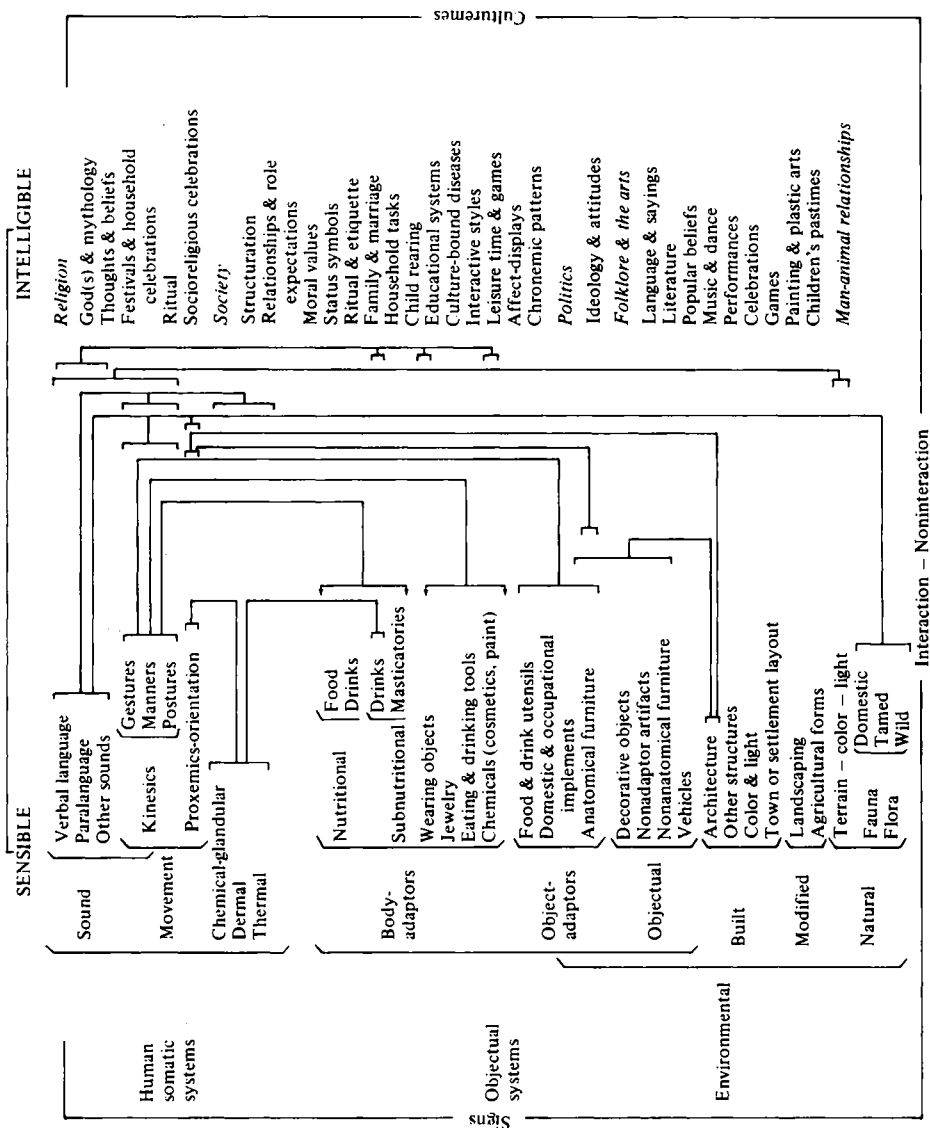 SENSIBLE
INTELLIGIBLE
Signs
Culturemes
Interaction – Noninteraction
Human
somatic
systems
Sound
Verbal language
Paralanguage
Other sounds
Movement
Kinesics
Gestures
Manners
Postures
Proxemics-orientation
Chemical-glandular
Dermal
Thermal
Objectual systems
Body-
adaptors
Nutritional
Food
Drinks
Subnutritional
Drinks
Masticatories
Wearing objects
Jewelry
Eating & drinking tools
Chemicals (cosmetics, paint)
Object-
adaptors
Food & drink utensils
Domestic & occupational
implements
Anatomical furniture
Objectual
Decorative objects
Nonadaptor artifacts
Nonanatomical furniture
Vehicles
Environmental
Built
Architecture
Other structures
Color & light
Town or settlement layout
Modified
Landscaping
Agricultural forms
Natural
Terrain – color – light
Fauna
Flora
Domestic
Tamed
Wild
Religion
God(s) & mythology
Thoughts & beliefs
Festivals & household
celebrations
Ritual
Socioreligious celebrations
Society
Structuration
Relationships & role
expectations
Moral values
Status symbols
Ritual & etiquette
Family & marriage
Household tasks
Child rearing
Educational systems
Culture-bound diseases
Interactive styles
Leisure time & games
Affect-displays
Chronemic patterns
Politics
Ideology & attitudes
Folklore & the arts
Language & sayings
Literature
Popular beliefs
Music & dance
Performances
Celebrations
Games
Painting & plastic arts
Children's pastimes
Man-animal relationships